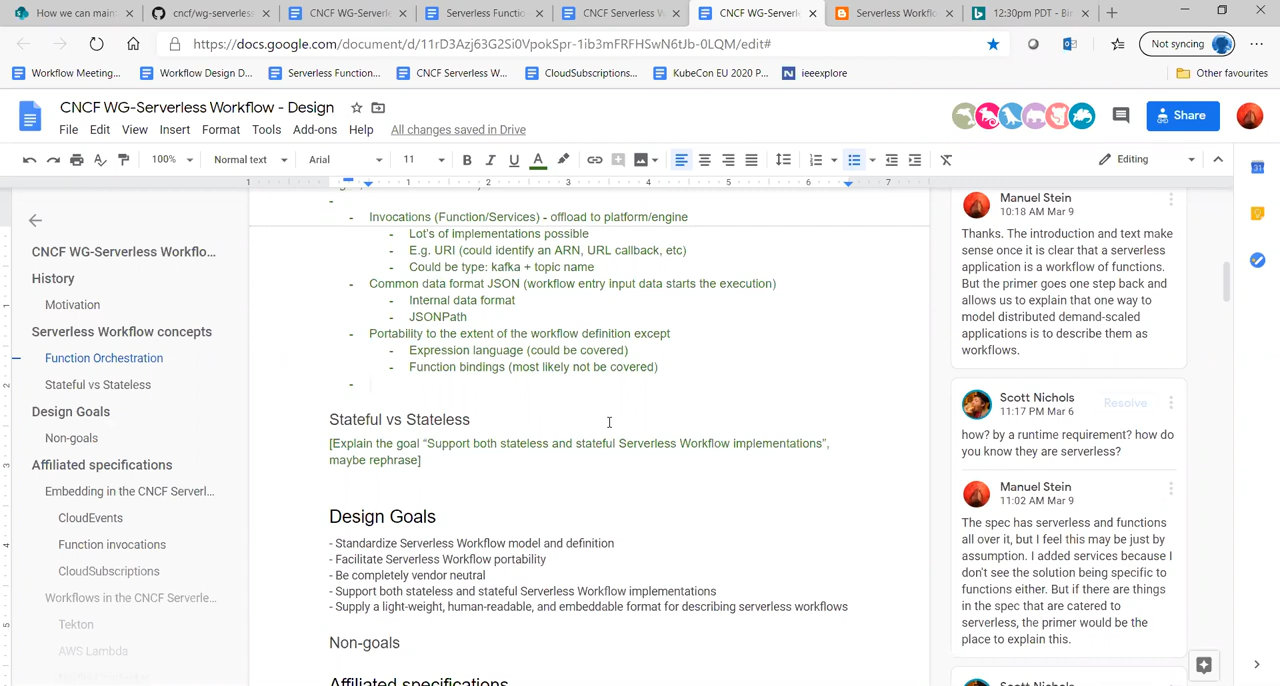 How we can main
cncf/wg-serverless
CNCF WG-Serverle
Serverless Functio
CNCF Serverless W
CNCF WG-Serverle
Serverless Workflo
12:30pm PDT - Bir
https://docs.google.com/document/d/11rD3Azj63G2Si0VpokSpr-1ib3mFRFHSwN6tJb-0LQM/edit#
Not syncing
Workflow Meeting...
Workflow Design D...
Serverless Function...
CNCF Serverless W...
CloudSubscriptions...
KubeCon EU 2020 P...
ieeexplore
Other favourites
CNCF WG-Serverless Workflow - Design
File Edit View Insert Format Tools Add-ons Help All changes saved in Drive
Share
100% Normal text Arial 11 B I U A Editing
1 1 2 3 4 5 6 7
CNCF WG-Serverless Workflo...
History
Motivation
Serverless Workflow concepts
Function Orchestration
Stateful vs Stateless
Design Goals
Non-goals
Affiliated specifications
Embedding in the CNCF Serverl...
CloudEvents
Function invocations
CloudSubscriptions
Workflows in the CNCF Serverle...
Tekton
AWS Lambda
-
- Invocations (Function/Services) - offload to platform/engine
- Lot's of implementations possible
- E.g. URI (could identify an ARN, URL callback, etc)
- Could be type: kafka + topic name
- Common data format JSON (workflow entry input data starts the execution)
- Internal data format
- JSONPath
- Portability to the extent of the workflow definition except
- Expression language (could be covered)
- Function bindings (most likely not be covered)
-
Stateful vs Stateless
[Explain the goal “Support both stateless and stateful Serverless Workflow implementations”,
maybe rephrase]
Design Goals
- Standardize Serverless Workflow model and definition
- Facilitate Serverless Workflow portability
- Be completely vendor neutral
- Support both stateless and stateful Serverless Workflow implementations
- Supply a light-weight, human-readable, and embeddable format for describing serverless workflows
Non-goals
Affiliated specifications
Manuel Stein
10:18 AM Mar 9
Thanks. The introduction and text make
sense once it is clear that a serverless
application is a workflow of functions.
But the primer goes one step back and
allows us to explain that one way to
model distributed demand-scaled
applications is to describe them as
workflows.
Scott Nichols
11:17 PM Mar 6
Resolve
how? by a runtime requirement? how do
you know they are serverless?
Manuel Stein
11:02 AM Mar 9
The spec has serverless and functions
all over it, but I feel this may be just by
assumption. I added services because I
don't see the solution being specific to
functions either. But if there are things
in the spec that are catered to
serverless, the primer would be the
place to explain this.